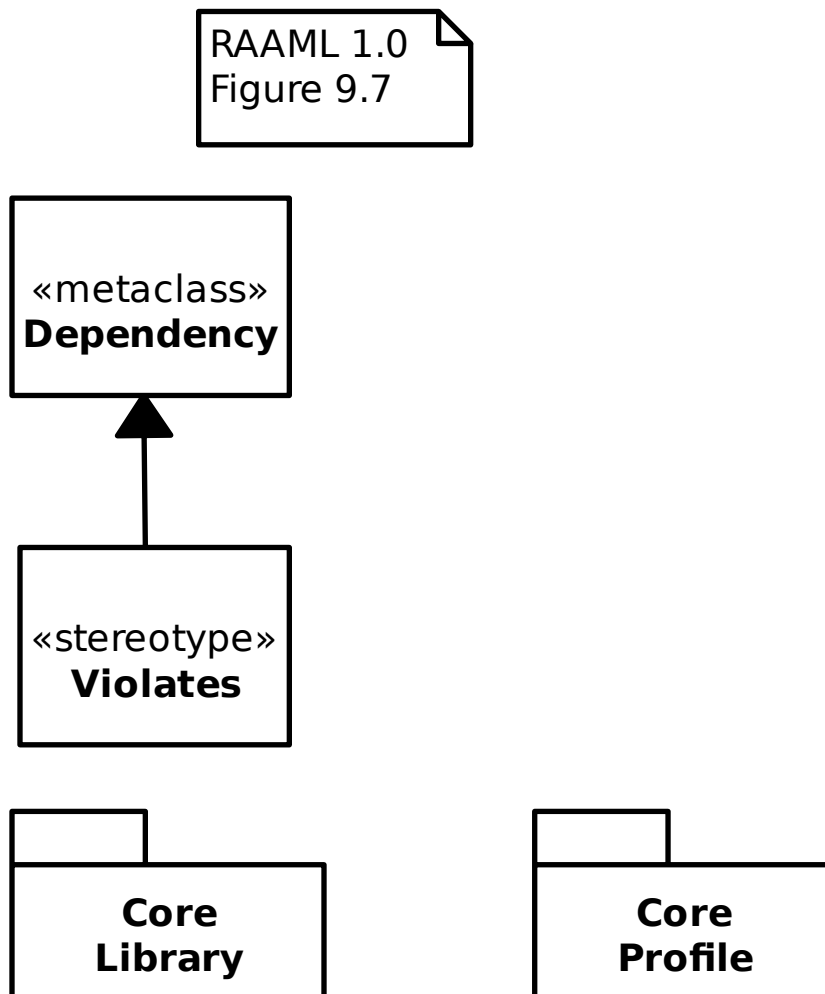 RAAML 1.0
Figure 9.7
«metaclass»
Dependency
«stereotype»
Violates
Core
Library
Core
Profile